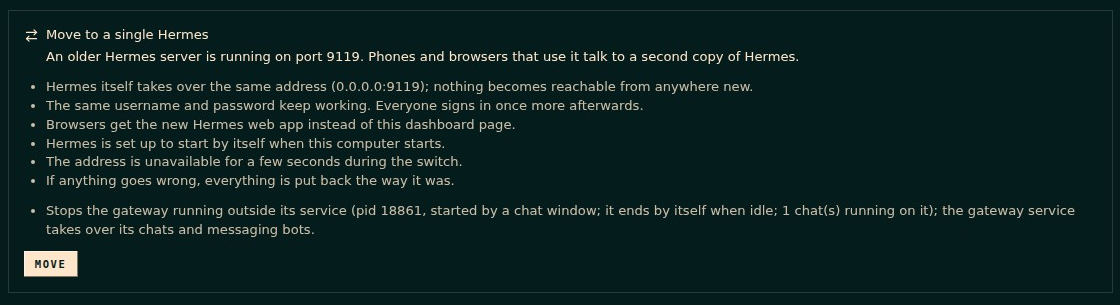 Move to a single Hermes
An older Hermes server is running on port 9119. Phones and browsers that use it talk to a second copy of Hermes.
• Hermes itself takes over the same address (0.0.0.0:9119); nothing becomes reachable from anywhere new.
• The same username and password keep working. Everyone signs in once more afterwards.
• Browsers get the new Hermes web app instead of this dashboard page.
• Hermes is set up to start by itself when this computer starts.
• The address is unavailable for a few seconds during the switch.
• If anything goes wrong, everything is put back the way it was.
• Stops the gateway running outside its service (pid 18861, started by a chat window; it ends by itself when idle; 1 chat(s) running on it); the gateway service
takes over its chats and messaging bots.
MOVE